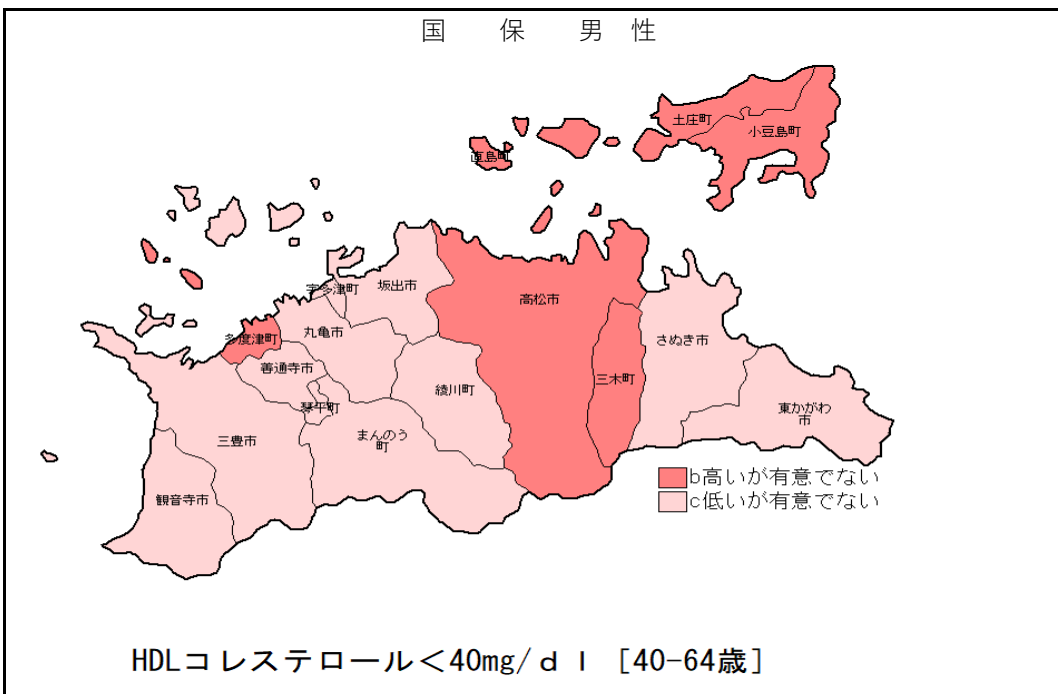 国 保 男 性
土庄町
小豆島町
直島町
宇多津町
坂出市
高松市
多度津町
丸亀市
さぬき市
善通寺市
三木町
綾川町
琴平町
東かがわ
市
まんのう
町
三豊市
観音寺市
b高いが有意でない
c低いが有意でない
HDLコレステロール<40mg/dl [40-64歳]